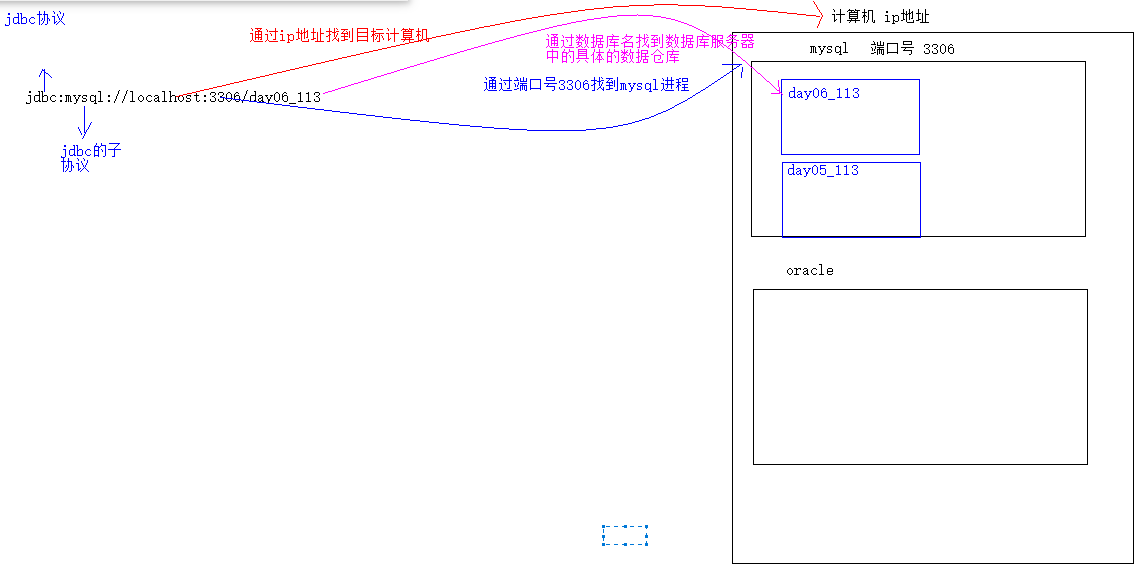 jdbc协议
计算机 ip地址
通过ip地址找到目标计算机
通过数据库名找到数据库服务器
中的具体的数据仓库
mysql 端口号 3306
通过端口号3306找到mysql进程
jdbc:mysql://localhost:3306/day06_113
day06_113
jdbc的子
协议
day05_113
oracle